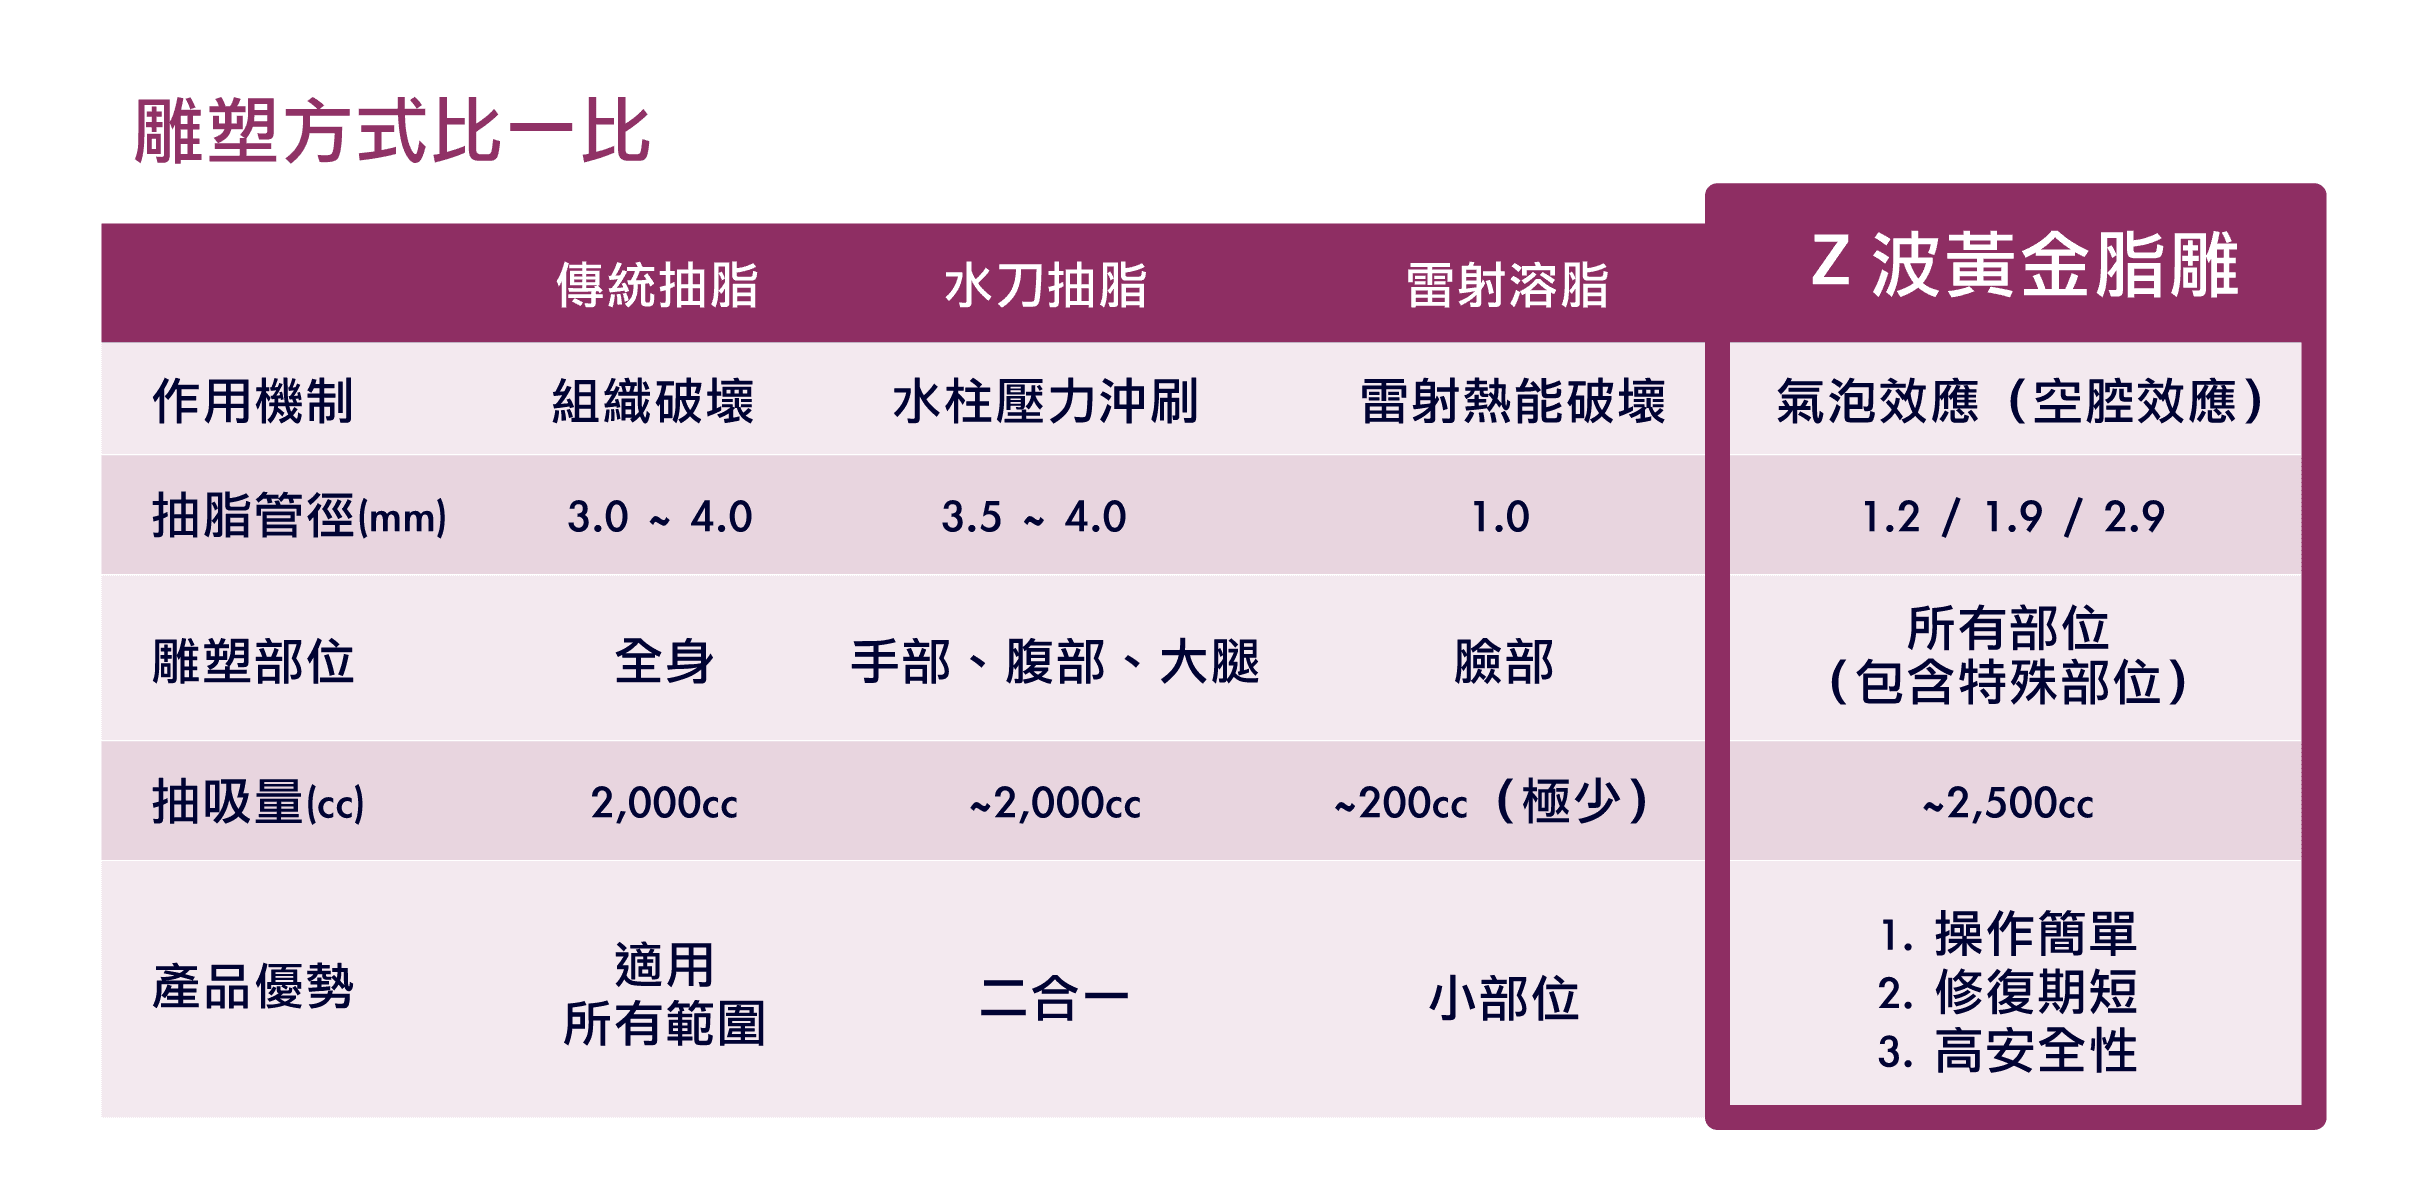 雕塑方式比一比
傳統抽脂 水刀抽脂 雷射溶脂 Z 波黃金脂雕
作用機制 組織破壞 水柱壓力沖刷 雷射熱能破壞 氣泡效應（空腔效應）
抽脂管徑(mm) 3.0 ~ 4.0 3.5 ~ 4.0 1.0 1.2 / 1.9 / 2.9
雕塑部位 全身 手部、腹部、大腿 臉部 所有部位
（包含特殊部位）
抽吸量(cc) 2,000cc ~2,000cc ~200cc（極少） ~2,500cc
產品優勢 適用
所有範圍
二合一 小部位 1. 操作簡單
2. 修復期短
3. 高安全性